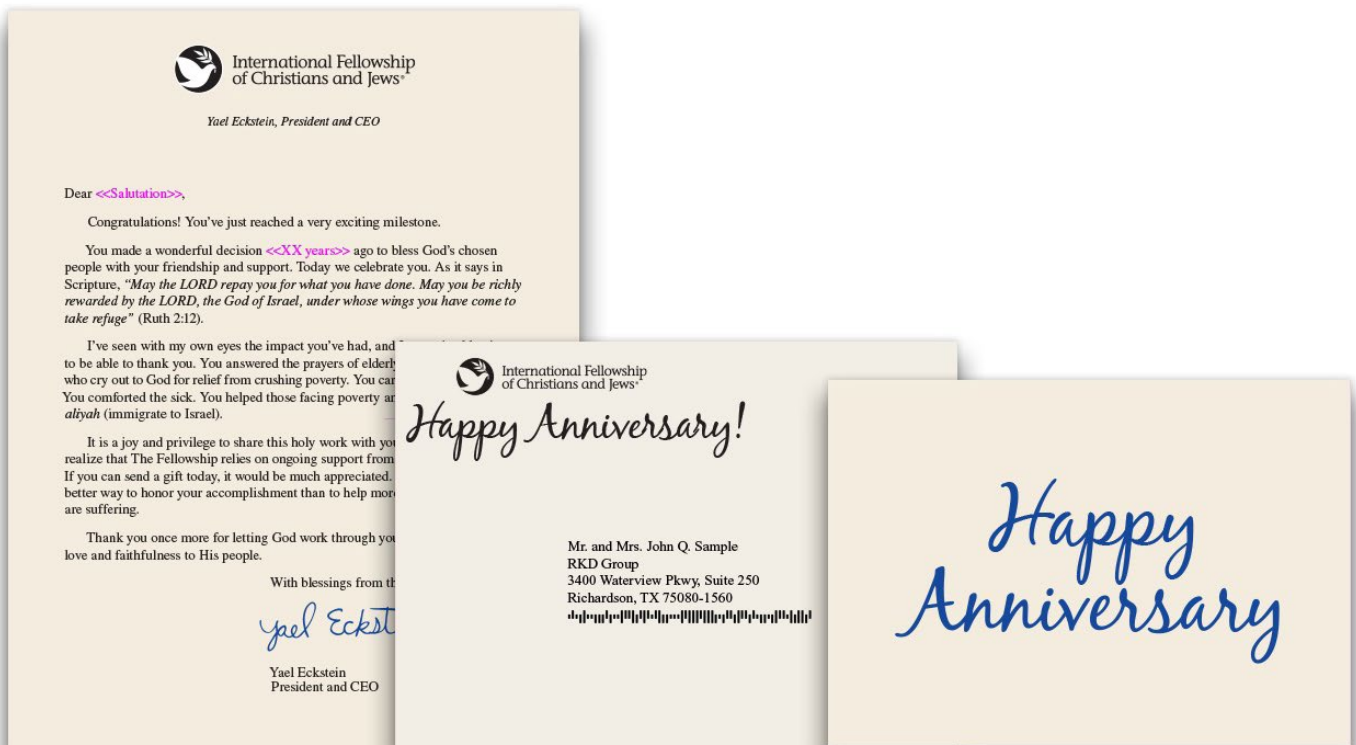 International Fellowship
of Christians and Jews®
Yael Eckstein, President and CEO
Dear <<Salutation>>,
Congratulations! You’ve just reached a very exciting milestone.
You made a wonderful decision <<XX years>> ago to bless God’s chosen
people with your friendship and support. Today we celebrate you. As it says in
Scripture, “May the LORD repay you for what you have done. May you be richly
rewarded by the LORD, the God of Israel, under whose wings you have come to
take refuge” (Ruth 2:12).
I’ve seen with my own eyes the impact you’ve had, and
to be able to thank you. You answered the prayers of elderly
who cry out to God for relief from crushing poverty. You
You comforted the sick. You helped those facing poverty
aliyah (immigrate to Israel).
It is a joy and privilege to share this holy work with
realize that The Fellowship relies on ongoing support from
If you can send a gift today, it would be much appreciated.
better way to honor your accomplishment than to help
are suffering.
Thank you once more for letting God work through
love and faithfulness to His people.
With blessings from
Yael
Yael Eckstein
President and CEO
International Fellowship
of Christians and Jews®
Happy Anniversary!
Mr. and Mrs. John Q. Sample
RKD Group
3400 Waterview Pkwy, Suite 250
Richardson, TX 75080-1560
Happy
Anniversary